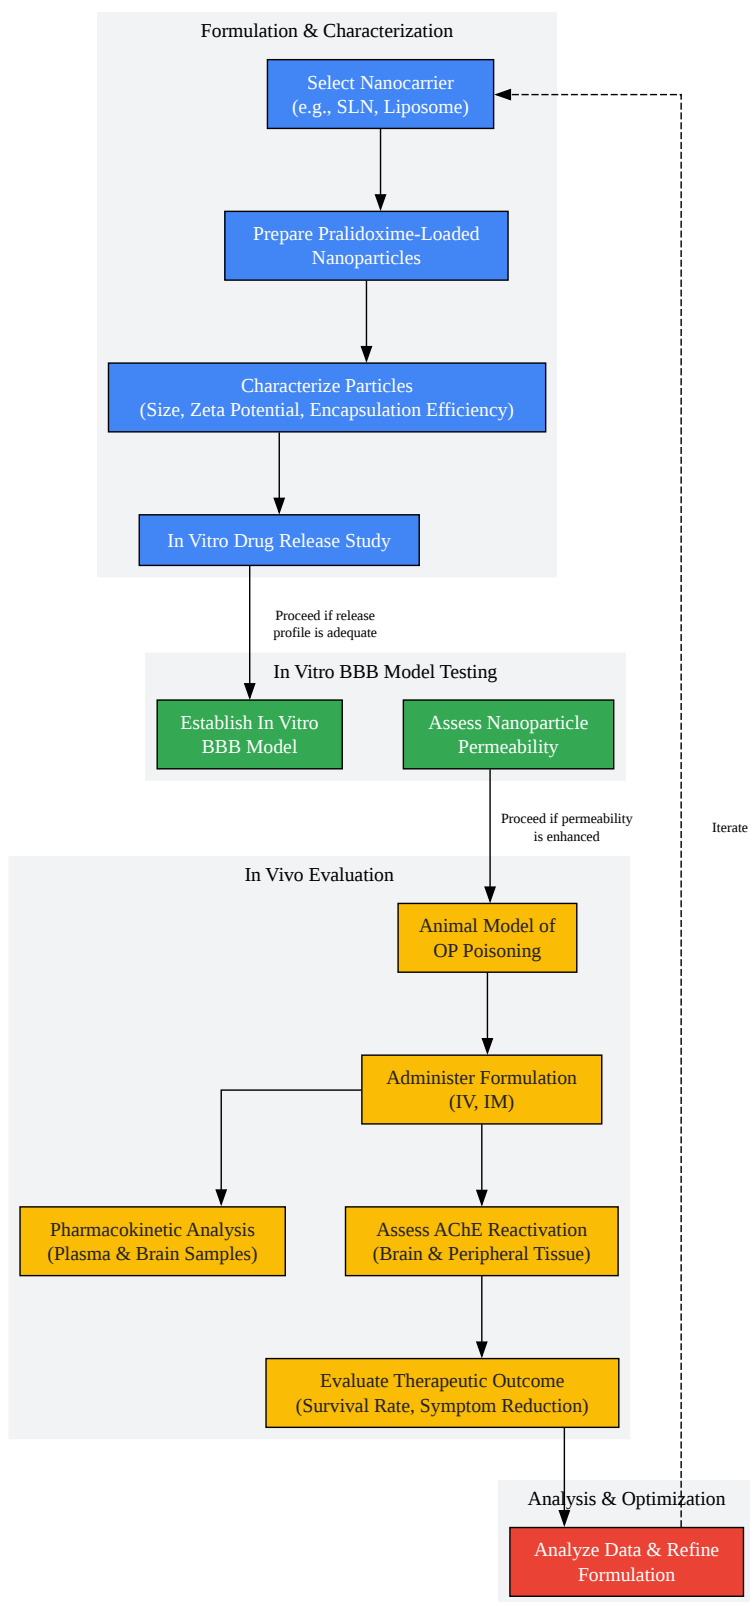 Formulation & Characterization
Select Nanocarrier
(e.g., SLN, Liposome)
Prepare Pralidoxime-Loaded
Nanoparticles
Characterize Particles
(Size, Zeta Potential, Encapsulation Efficiency)
In Vitro Drug Release Study
Proceed if release
profile is adequate
In Vitro BBB Model Testing
Establish In Vitro
BBB Model
Assess Nanoparticle
Permeability
Proceed if permeability
is enhanced
Iterate
In Vivo Evaluation
Animal Model of
OP Poisoning
Administer Formulation
(IV, IM)
Pharmacokinetic Analysis
(Plasma & Brain Samples)
Assess AChE Reactivation
(Brain & Peripheral Tissue)
Evaluate Therapeutic Outcome
(Survival Rate, Symptom Reduction)
Analysis & Optimization
Analyze Data & Refine
Formulation